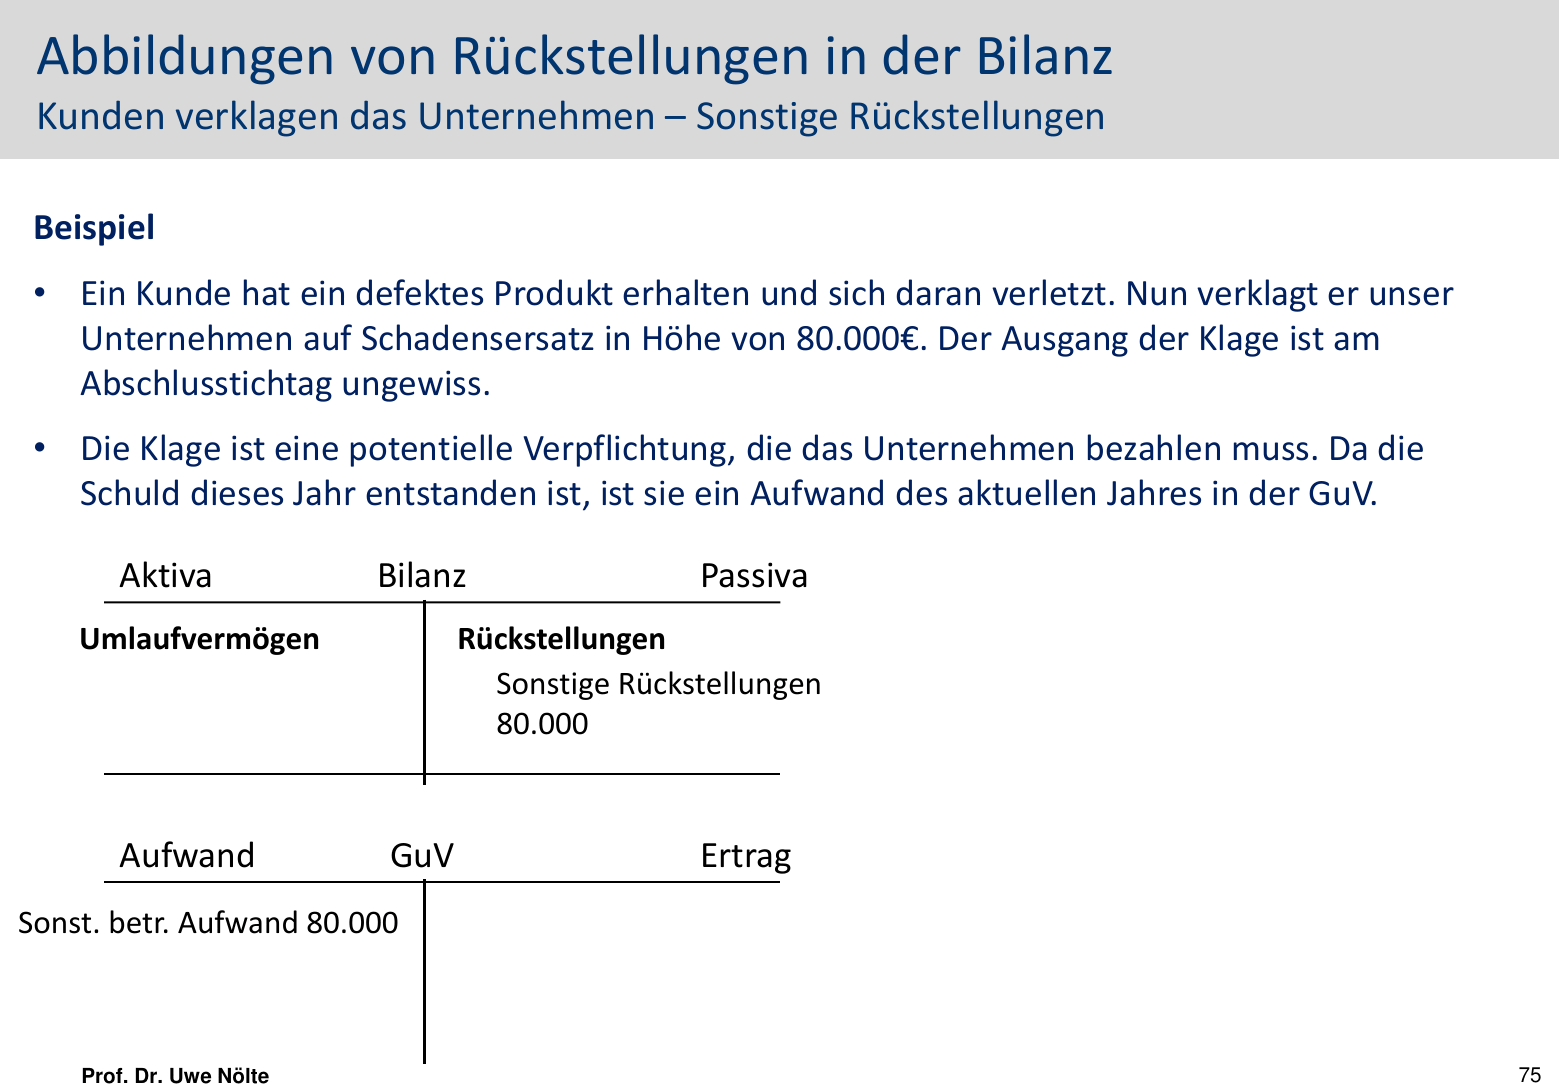 Abbildungen von Rückstellungen in der Bilanz
Kunden verklagen das Unternehmen – Sonstige Rückstellungen
Beispiel
• Ein Kunde hat ein defektes Produkt erhalten und sich daran verletzt. Nun verklagt er unser
Unternehmen auf Schadensersatz in Höhe von 80.000€. Der Ausgang der Klage ist am
Abschlusstichtag ungewiss.
• Die Klage ist eine potentielle Verpflichtung, die das Unternehmen bezahlen muss. Da die
Schuld dieses Jahr entstanden ist, ist sie ein Aufwand des aktuellen Jahres in der GuV.
Aktiva Bilanz Passiva
Umlaufvermögen Rückstellungen
Sonstige Rückstellungen
80.000
Aufwand GuV Ertrag
Sonst. betr. Aufwand 80.000
Prof. Dr. Uwe Nölte 75